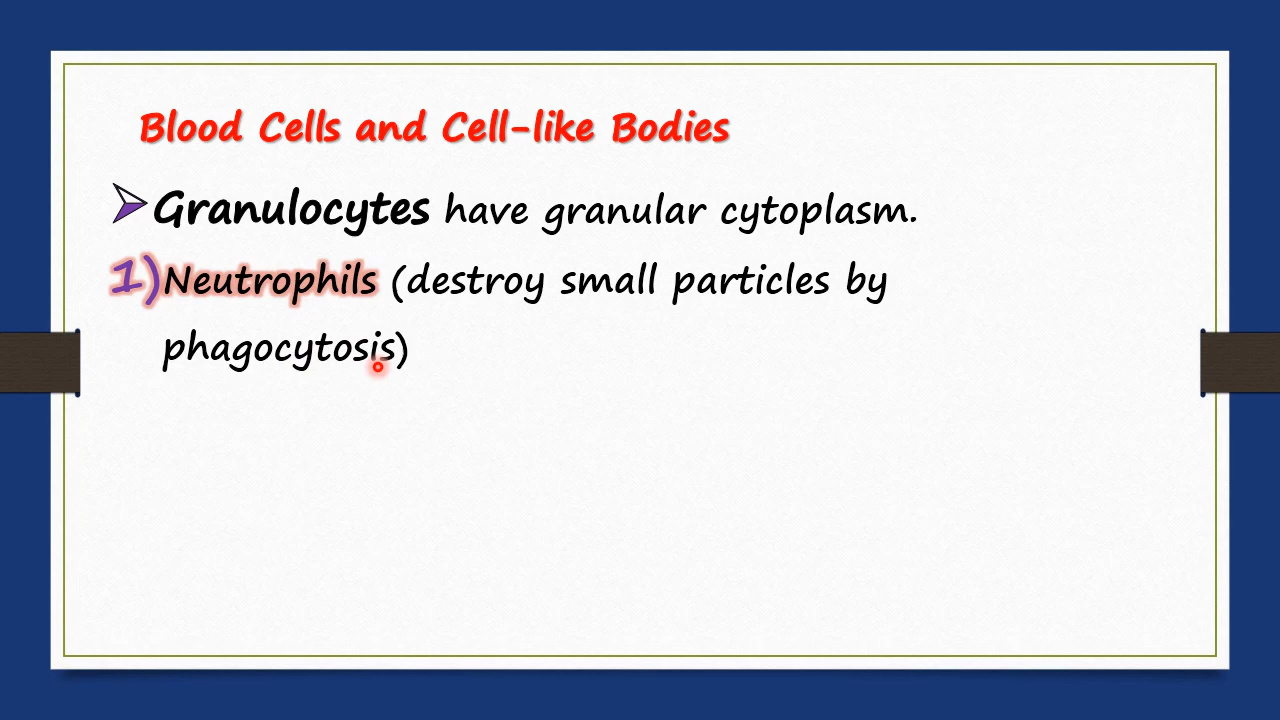 Blood Cells and Cell-like Bodies
➢Granulocytes have granular cytoplasm.
1)Neutrophils (destroy small particles by
phagocytosis)